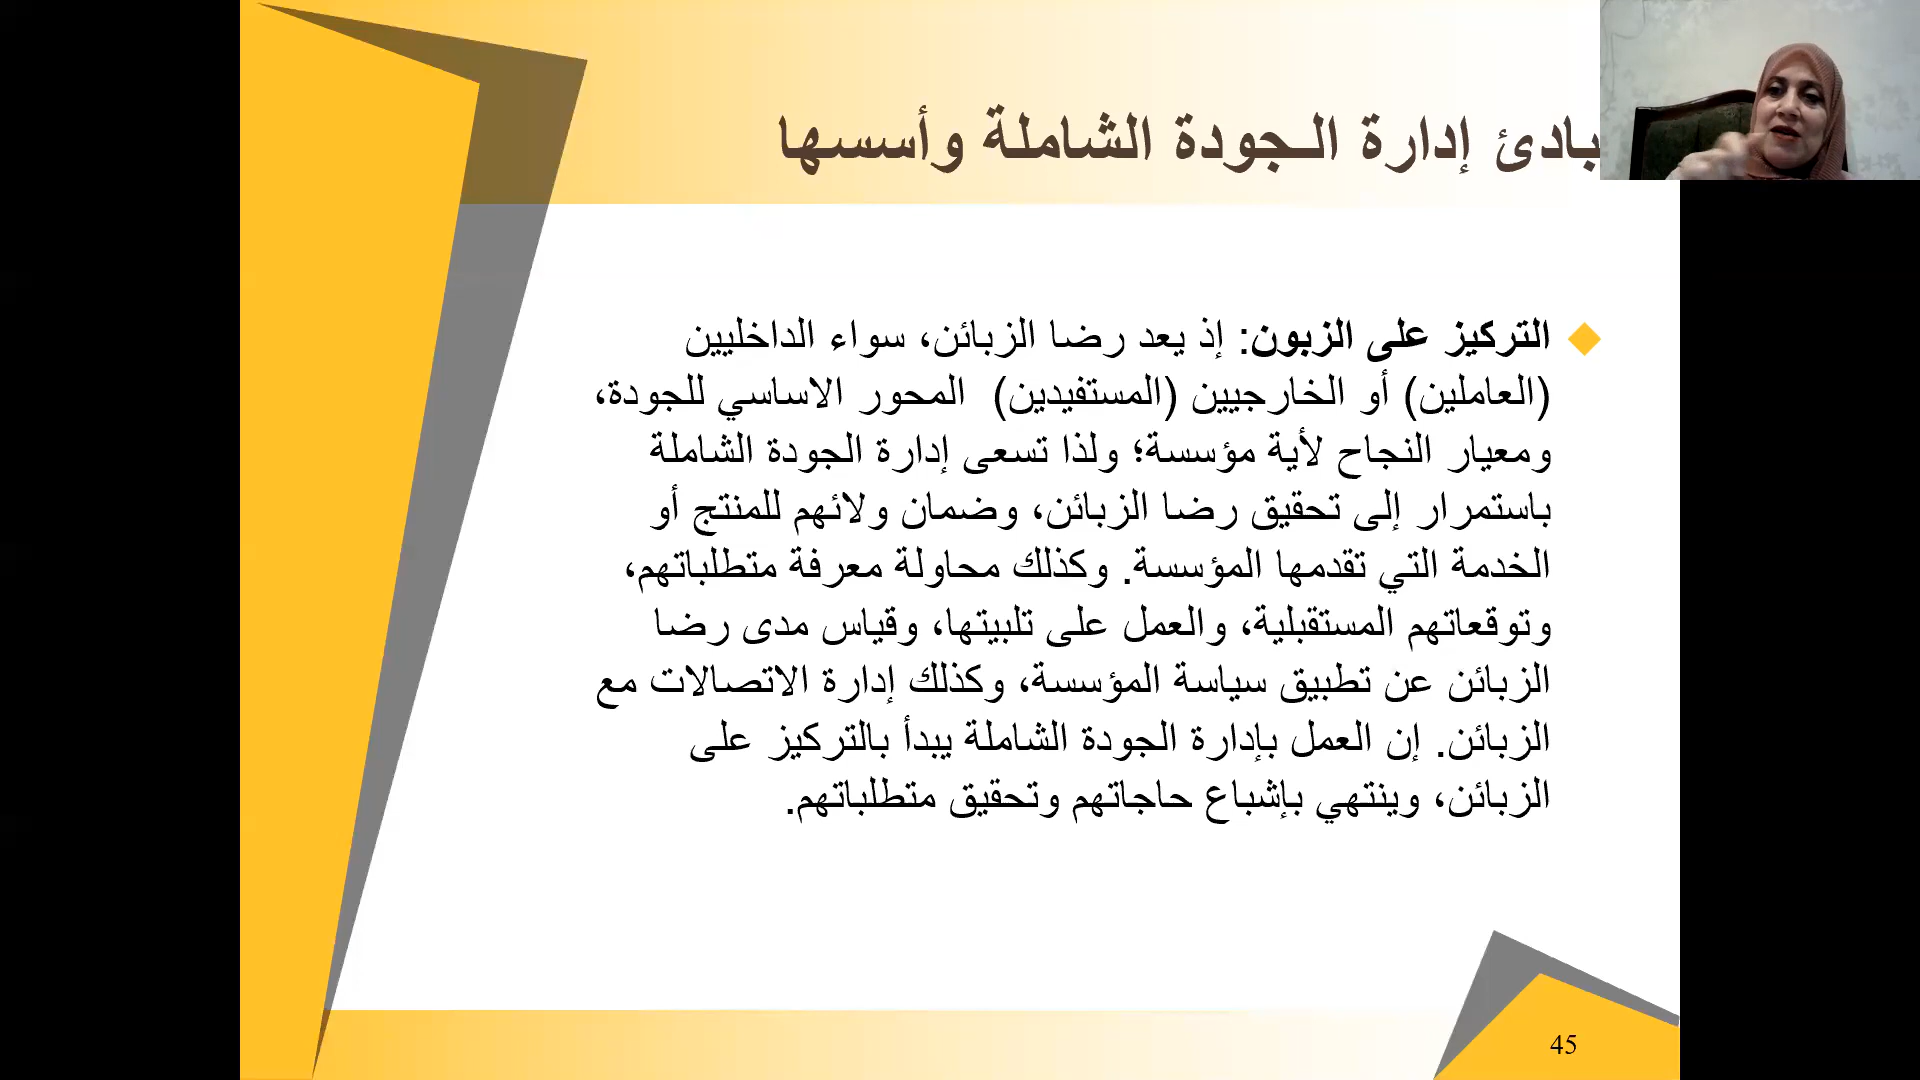 بادئ إدارة الـجودة الشاملة وأسسها
التركيز على الزبون: إذ يعد رضا الزبائن، سواء الداخليين
(العاملين) أو الخارجيين (المستفيدين) المحور الاساسي للجودة،
ومعيار النجاح لأية مؤسسة؛ ولذا تسعى إدارة الجودة الشاملة
باستمرار إلى تحقيق رضا الزبائن، وضمان ولائهم للمنتج أو
الخدمة التي تقدمها المؤسسة. وكذلك محاولة معرفة متطلباتهم،
وتوقعاتهم المستقبلية، والعمل على تلبيتها، وقياس مدى رضا
الزبائن عن تطبيق سياسة المؤسسة، وكذلك إدارة الاتصالات مع
الزبائن. إن العمل بإدارة الجودة الشاملة يبدأ بالتركيز على
الزبائن، وينتهي بإشباع حاجاتهم وتحقيق متطلباتهم.
45